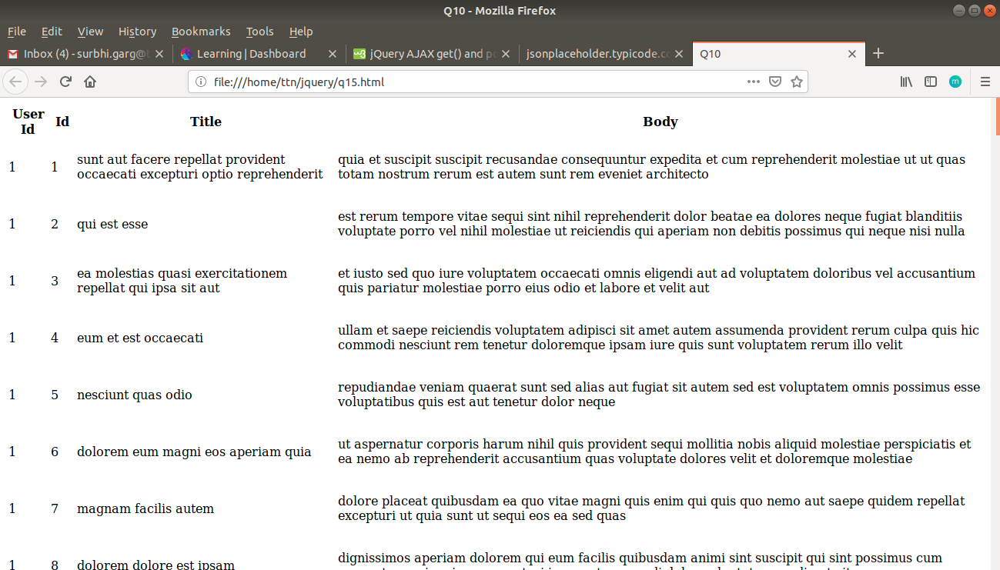 Q10 - Mozilla Firefox
File Edit View History Bookmarks Tools Help
Inbox (4) - surbhi.garg@ Learning | Dashboard jQuery AJAX get() and jsonplaceholder.typicode.c Q10
file:///home/ttn/jquery/q15.html
User
Id Id Title Body
1 1 sunt aut facere repellat provident quia et suscipit suscipit recusandae consequuntur expedita et cum reprehenderit molestiae ut ut quas
occaecati excepturi optio reprehenderit totam nostrum rerum est autem sunt rem eveniet architecto
1 2 qui est esse est rerum tempore vitae sequi sint nihil reprehenderit dolor beatae ea dolores neque fugiat blanditiis
voluptate porro vel nihil molestiae ut reiciendis qui aperiam non debitis possimus qui neque nisi nulla
1 3 ea molestias quasi exercitationem et iusto sed quo iure voluptatem occaecati omnis eligendi aut ad voluptatem doloribus vel accusantium
repellat qui ipsa sit aut quis pariatur molestiae porro eius odio et labore et velit aut
1 4 eum et est occaecati ullam et saepe reiciendis voluptatem adipisci sit amet autem assumenda provident rerum culpa quis hic
commodi nesciunt rem tenetur doloremque ipsam iure quis sunt voluptatem rerum illo velit
1 5 nesciunt quas odio repudiandae veniam quaerat sunt sed alias aut fugiat sit autem sed est voluptatem omnis possimus esse
voluptatibus quis est aut tenetur dolor neque
1 6 dolorem eum magni eos aperiam quia ut aspernatur corporis harum nihil quis provident sequi mollitia nobis aliquid molestiae perspiciatis et
ea nemo ab reprehenderit accusantium quas voluptate dolores velit et doloremque molestiae
1 7 magnam facilis autem dolore placeat quibusdam ea quo vitae magni quis enim qui quis quo nemo aut saepe quidem repellat
excepturi ut quia sunt ut sequi eos ea sed quas
1 8 dolorem dolore est ipsam dignissimos aperiam dolorem qui eum facilis quibusdam animi sint suscipit qui sint possimus cum